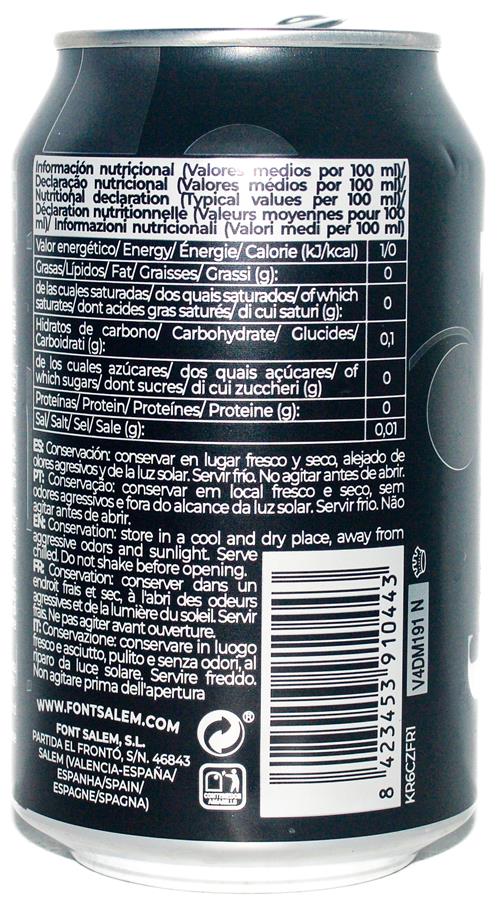 Información nutricional (Valores medios por 100 ml)/
Declaração nutricional (Valores médios por 100 ml)/
Nutritional declaration (Typical values per 100 ml)/
Déclaration nutritionnelle (Valeurs moyennes pour 100
ml)/ Informazioni nutricionali (Valori medi per 100 ml)
Valor energético/ Energy/ Énergie/ Calorie (kJ/kcal) 1/0
Grasas/Lípidos/ Fat/ Graisses/ Grassi (g): 0
de las cuales saturadas/ dos quais saturados/ of which
saturates/ dont acides gras saturés/ di cui saturi (g): 0
Hidratos de carbono/ Carbohydrate/ Glucides/
Carboidrati (g): 0,1
de los cuales azúcares/ dos quais açúcares/ of
which sugars/ dont sucres/ di cui zuccheri (g) 0
Proteínas/ Protein/ Proteínes/ Proteine (g): 0
Sal/ Salt/ Sel/ Sale (g): 0,01
ES: Conservación: conservar en lugar fresco y seco, alejado de
olores agresivos y de la luz solar. Servir frío. No agitar antes de abrir.
PT: Conservação: conservar em local fresco e seco, sem
odores agressivos e fora do alcance da luz solar. Servir frio. Não
agitar antes de abrir.
EN: Conservation: store in a cool and dry place, away from
aggressive odors and sunlight. Serve
chilled. Do not shake before opening.
FR: Conservation: conserver dans un
endroit frais et sec, à l'abri des odeurs
agressives et de la lumière du soleil. Servir
frais. Ne pas agiter avant ouverture.
IT: Conservazione: conservare in luogo
fresco e asciutto, pulito e senza odori, al
riparo da luce solare. Servire freddo.
Non agitare prima dell'apertura
WWW.FONTSALEM.COM
FONT SALEM, S.L.
PARTIDA EL FRONTÓ, S/N. 46843
SALEM (VALENCIA-ESPAÑA/
ESPANHA/SPAIN/
ESPAGNE/SPAGNA)
®
CONTENEDOR
AMARILLO
8 423453 910443
V4DM191 N
KR6CZFRI